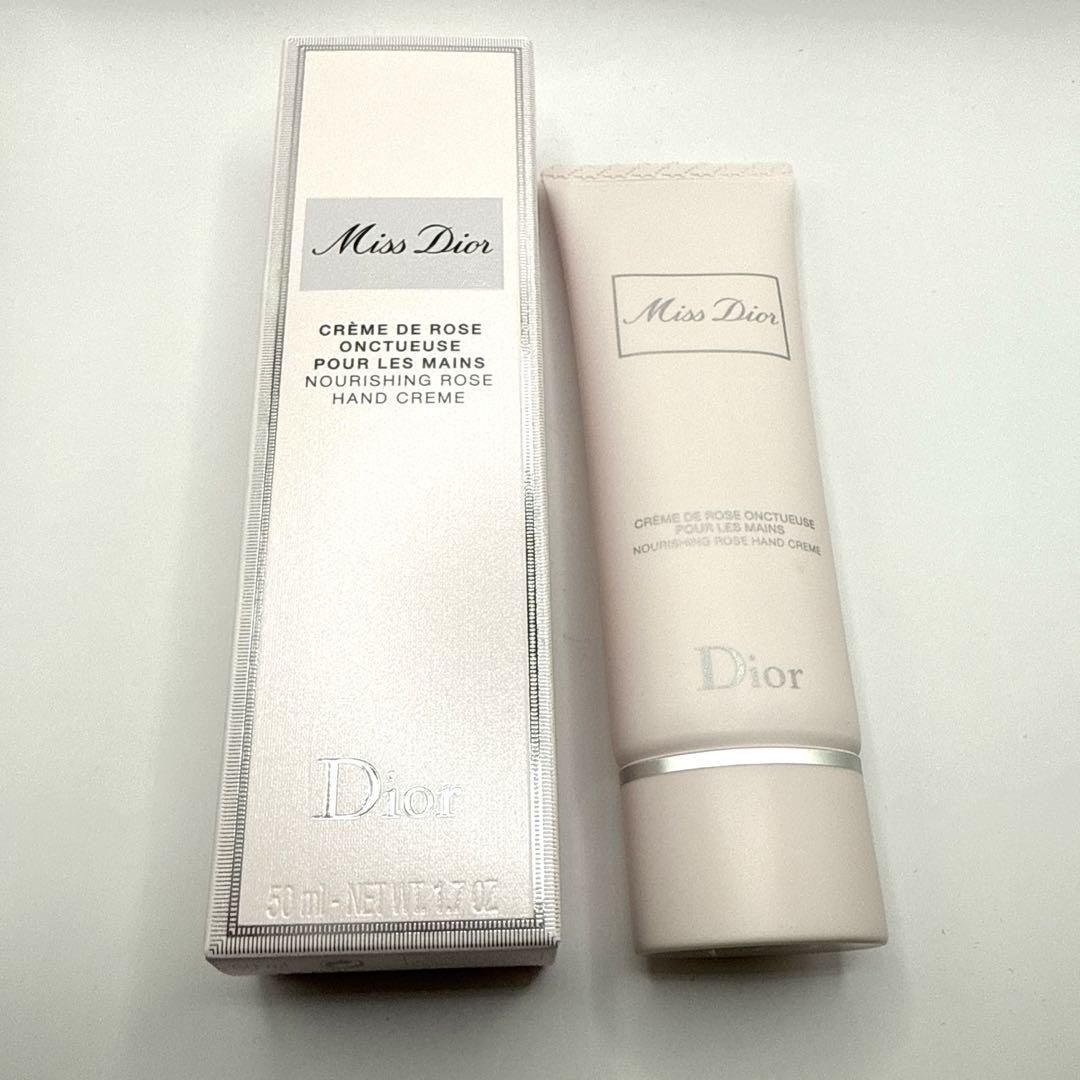 Miss Dior
CRÈME DE ROSE
ONCTUEUSE
POUR LES MAINS
NOURISHING ROSE
HAND CREME
Dior
50 ml - NET WT. 1.7 OZ
Miss Dior
CRÈME DE ROSE ONCTUEUSE
POUR LES MAINS
NOURISHING ROSE HAND CREME
Dior